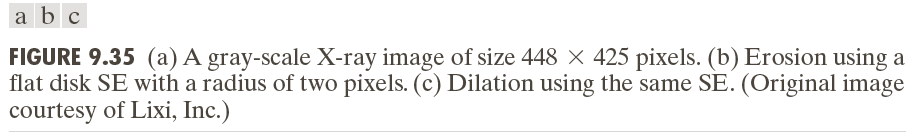 a b c
FIGURE 9.35 (a) A gray-scale X-ray image of size 448 × 425 pixels. (b) Erosion using a
flat disk SE with a radius of two pixels. (c) Dilation using the same SE. (Original image
courtesy of Lixi, Inc.)